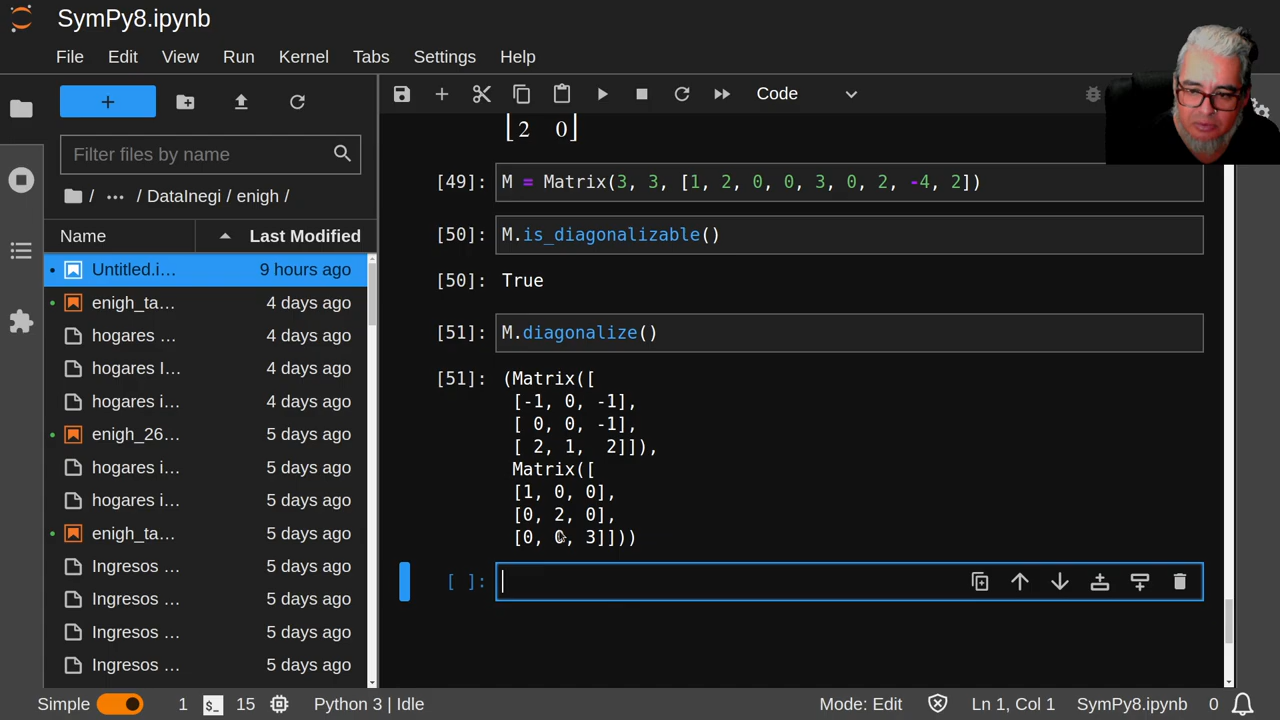 SymPy8.ipynb
File Edit View Run Kernel Tabs Settings Help
+
Code
Filter files by name
/ ··· / DataInegi / enigh /
Name Last Modified
Untitled.i… 9 hours ago
enigh_ta… 4 days ago
hogares … 4 days ago
hogares I… 4 days ago
hogares i… 4 days ago
enigh_26… 5 days ago
hogares i… 5 days ago
hogares i… 5 days ago
enigh_ta… 5 days ago
Ingresos … 5 days ago
Ingresos … 5 days ago
Ingresos … 5 days ago
Ingresos … 5 days ago
[2 0]
[49]: M = Matrix(3, 3, [1, 2, 0, 0, 3, 0, 2, -4, 2])
[50]: M.is_diagonalizable()
[50]: True
[51]: M.diagonalize()
[51]: (Matrix([
[-1, 0, -1],
[ 0, 0, -1],
[ 2, 1, 2]]),
Matrix([
[1, 0, 0],
[0, 2, 0],
[0, 0, 3]]))
[ ]:
Simple 1 15 Python 3 | Idle Mode: Edit Ln 1, Col 1 SymPy8.ipynb 0